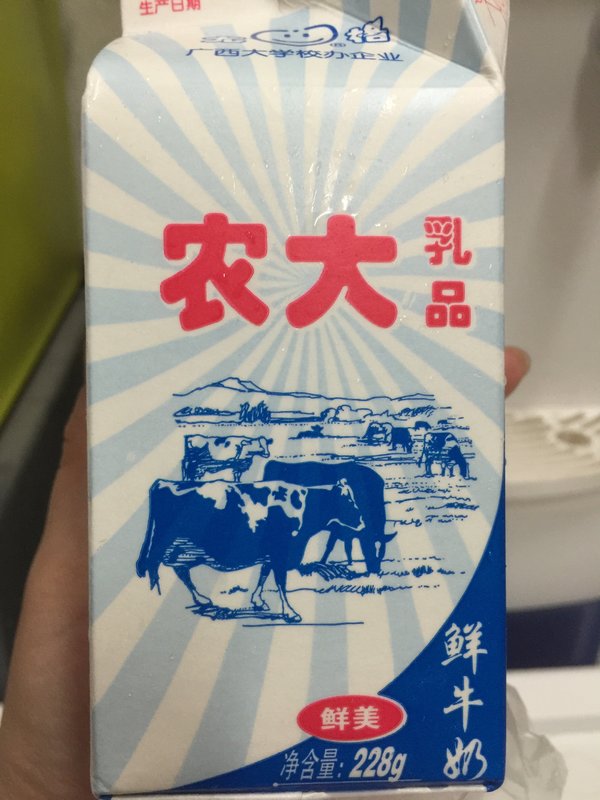 生产日期
广西大学校办企业
农大 乳品
鲜牛奶
鲜美
净含量：228g